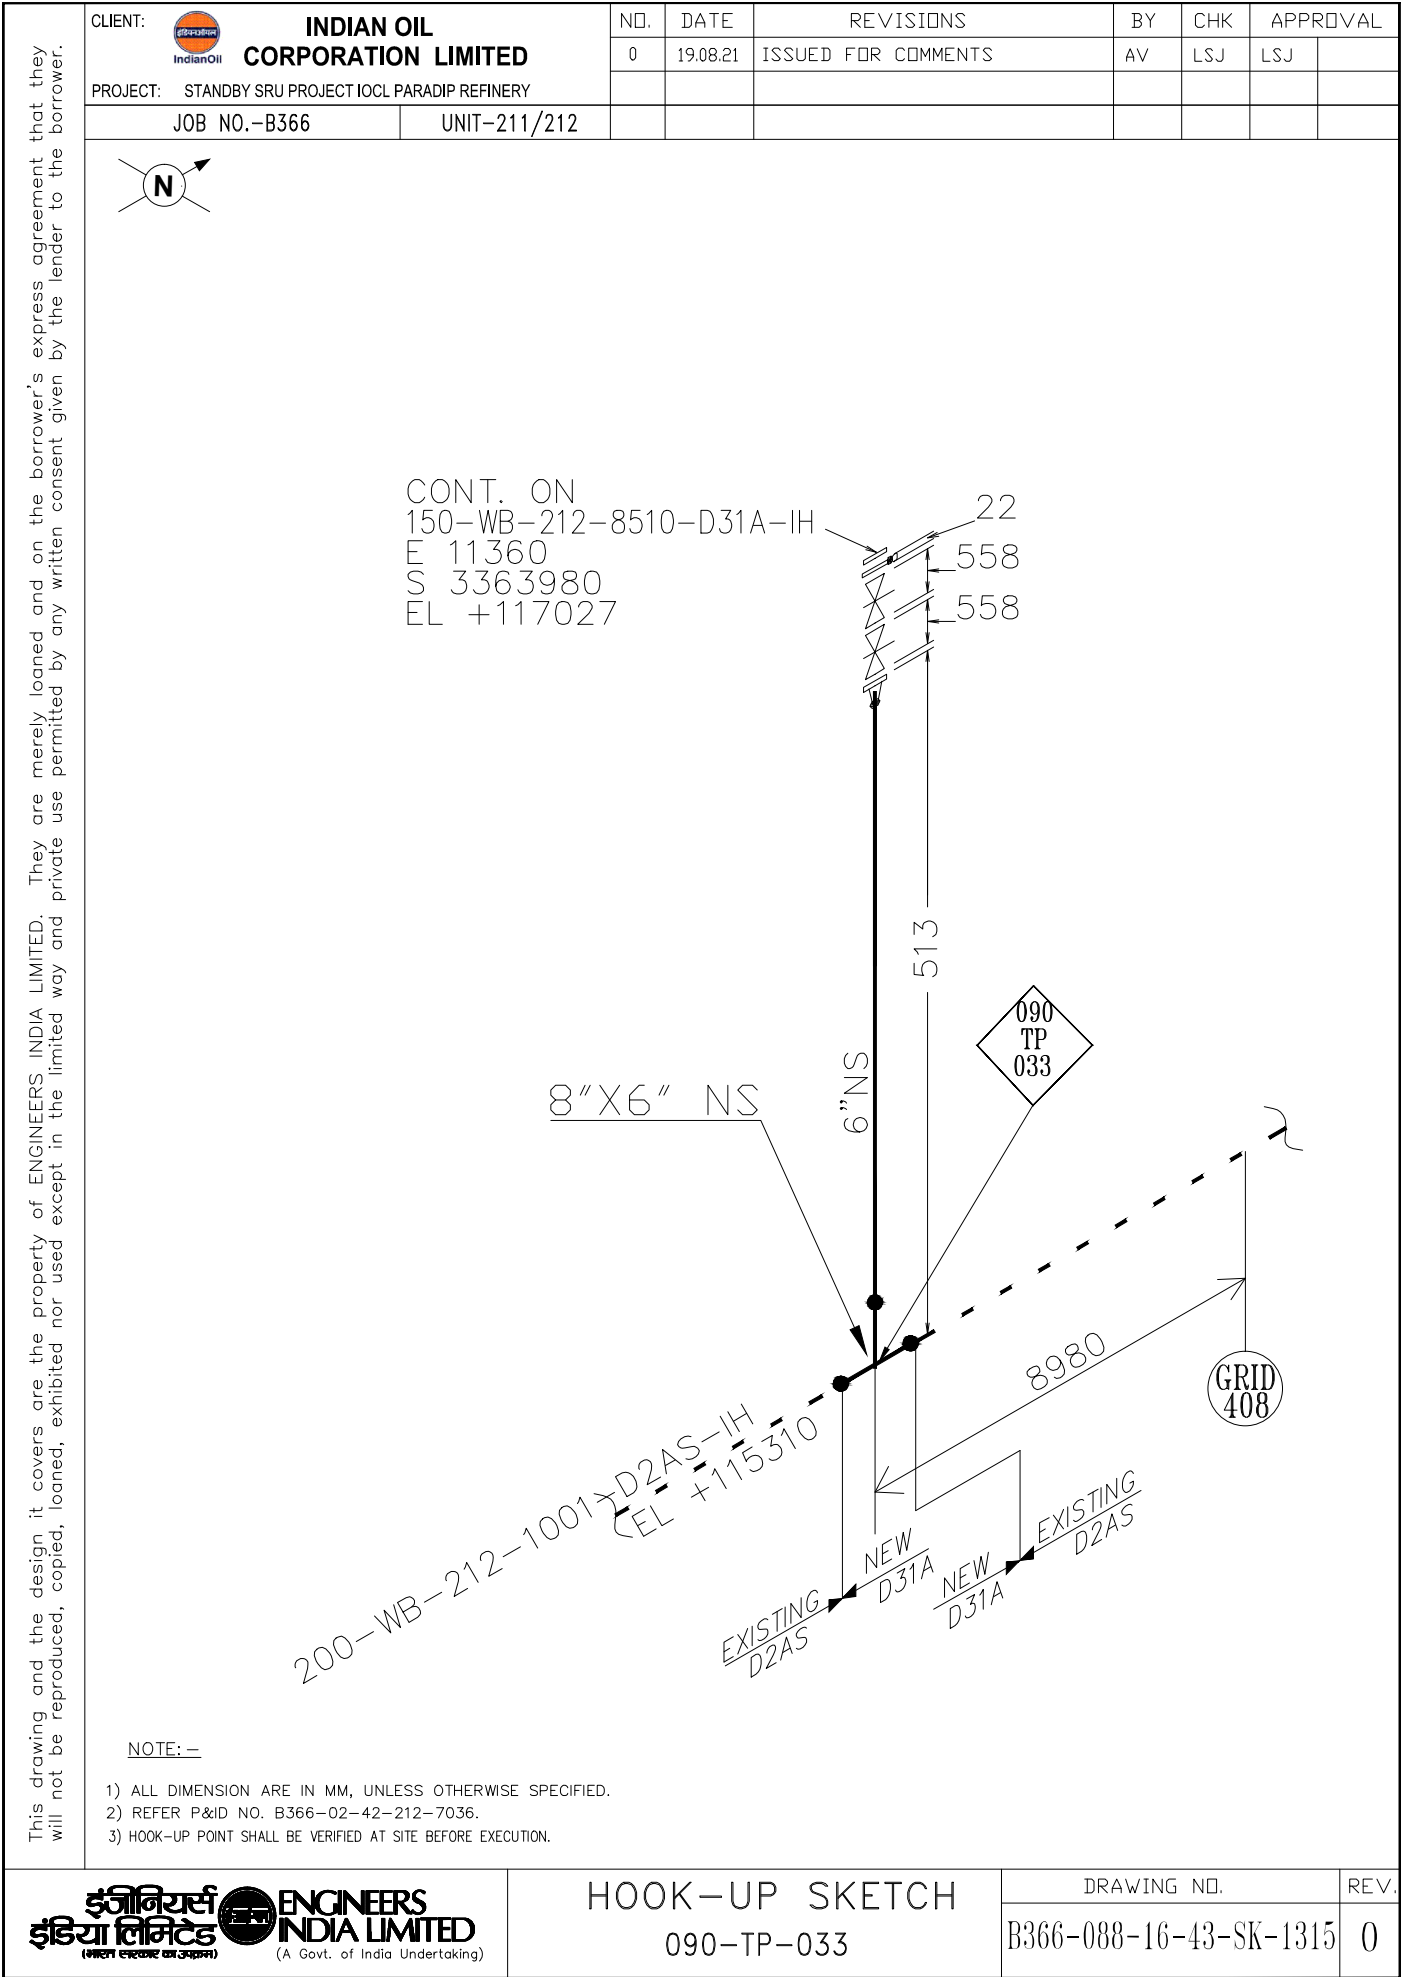 CLIENT:
इंडियनऑयल
IndianOil
INDIAN OIL
CORPORATION LIMITED
PROJECT: STANDBY SRU PROJECT IOCL PARADIP REFINERY
JOB NO.-B366 UNIT-211/212
NO. DATE REVISIONS BY CHK APPROVAL
0 19.08.21 ISSUED FOR COMMENTS AV LSJ LSJ
This drawing and the design it covers are the property of ENGINEERS INDIA LIMITED. They are merely loaned and on the borrower's express agreement that they
will not be reproduced, copied, loaned, exhibited nor used except in the limited way and private use permitted by any written consent given by the lender to the borrower.
N
CONT. ON
150-WB-212-8510-D31A-IH
E 11360
S 3363980
EL +117027
22
558
558
513
090
TP
033
6"NS
8"X6" NS
8980
GRID
408
200-WB-212-1001-D2AS-IH
EL +115310
EXISTING
D2AS
NEW
D31A
NEW
D31A
EXISTING
D2AS
NOTE:-
1) ALL DIMENSION ARE IN MM, UNLESS OTHERWISE SPECIFIED.
2) REFER P&ID NO. B366-02-42-212-7036.
3) HOOK-UP POINT SHALL BE VERIFIED AT SITE BEFORE EXECUTION.
इंजीनियर्स
इंडिया लिमिटेड
(भारत सरकार का उपक्रम)
ENGINEERS
INDIA LIMITED
(A Govt. of India Undertaking)
HOOK-UP SKETCH
090-TP-033
DRAWING NO. REV.
B366-088-16-43-SK-1315 0